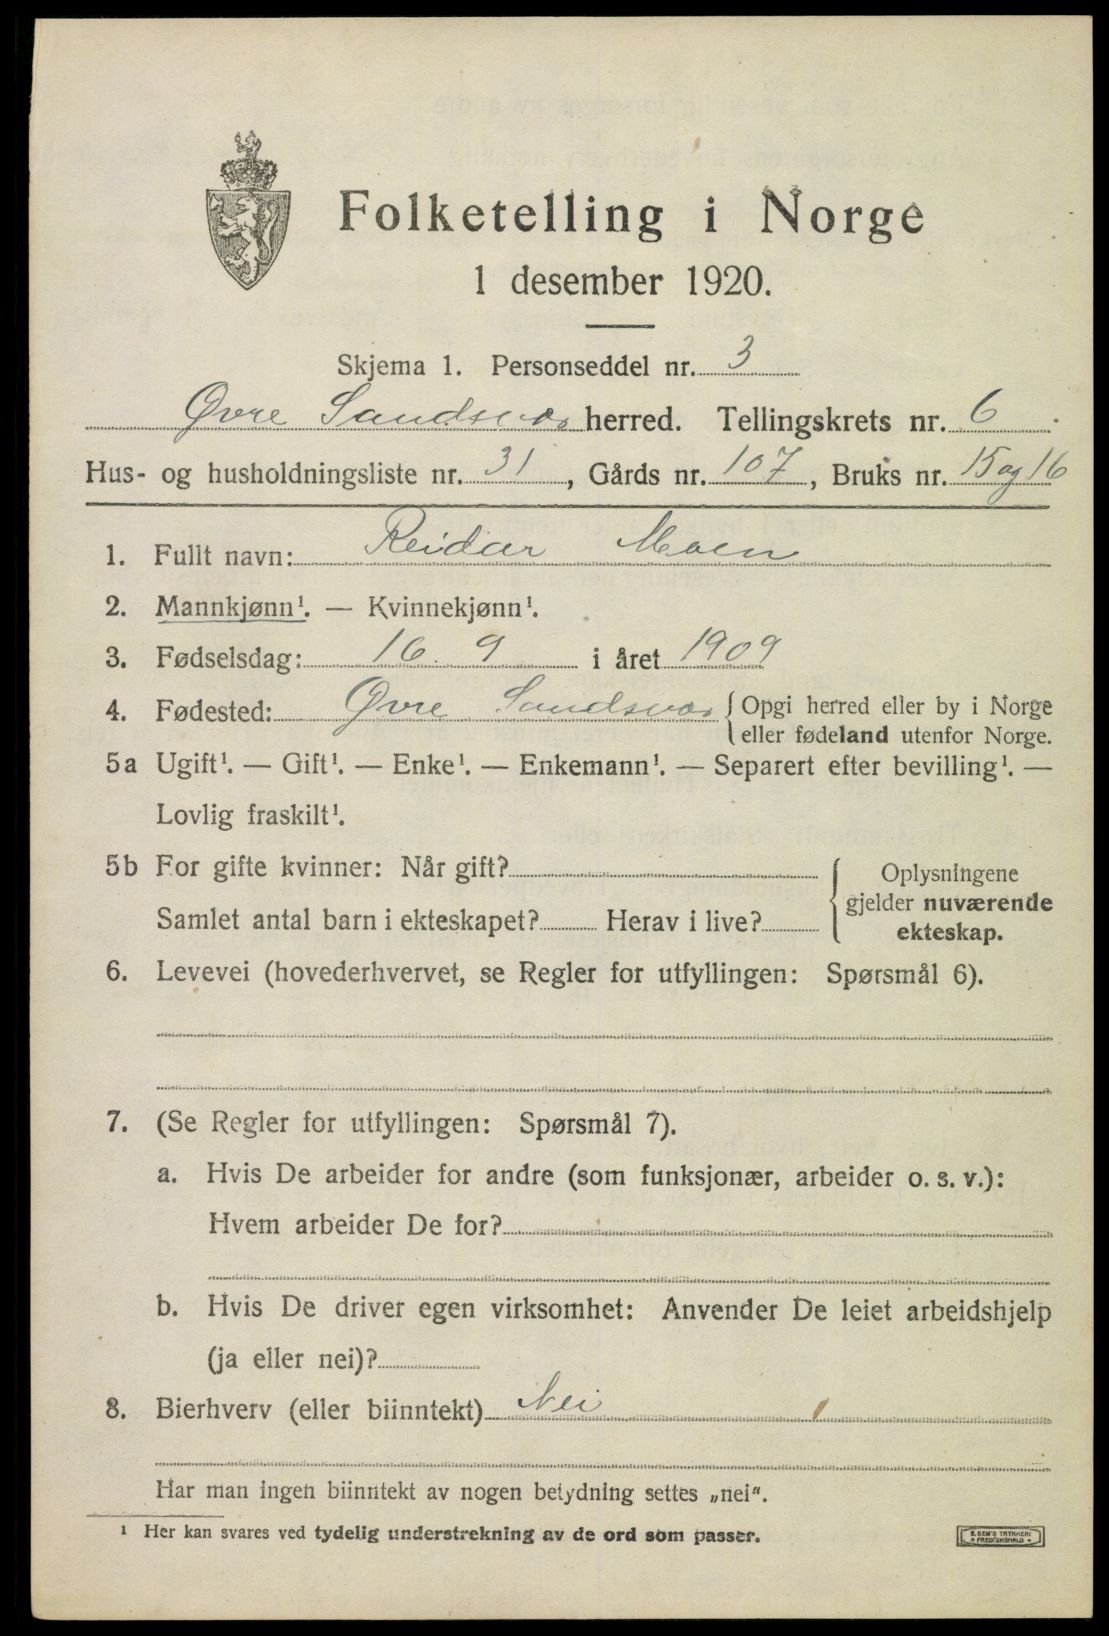 Folketelling i Norge
1 desember 1920.
Skjema 1. Personseddel nr. 3
Øvre Sandsvær herred. Tellingskrets nr. 6
Hus- og husholdningsliste nr. 31, Gårds nr. 107, Bruks nr. 15 og 16
1. Fullt navn: Reidar Moen
2. Mannkjønn¹. — Kvinnekjønn¹.
3. Fødselsdag: 16. 9 i året 1909
4. Fødested: Øvre Sandsvær { Opgi herred eller by i Norge
eller fødeland utenfor Norge.
5a Ugift¹. — Gift¹. — Enke¹. — Enkemann¹. — Separert efter bevilling¹. —
Lovlig fraskilt¹.
5b For gifte kvinner: Når gift?
Samlet antal barn i ekteskapet? Herav i live?
{ Oplysningene
gjelder nuværende
ekteskap.
6. Levevei (hovederhvervet, se Regler for utfyllingen: Spørsmål 6).
7. (Se Regler for utfyllingen: Spørsmål 7).
a. Hvis De arbeider for andre (som funksjonær, arbeider o. s. v.):
Hvem arbeider De for?
b. Hvis De driver egen virksomhet: Anvender De leiet arbeidshjelp
(ja eller nei)?
8. Bierhverv (eller biinntekt) Nei
Har man ingen biinntekt av nogen betydning settes „nei“.
¹ Her kan svares ved tydelig understrekning av de ord som passer.
E. SEM'S TRYKKERI
• FREDRIKSHALD •